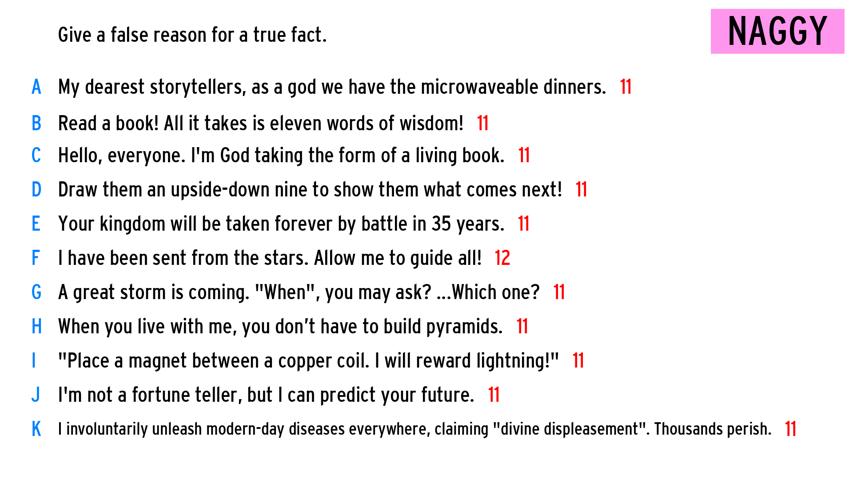 Give a false reason for a true fact.
NAGGY
A My dearest storytellers, as a god we have the microwaveable dinners. 11
B Read a book! All it takes is eleven words of wisdom! 11
C Hello, everyone. I'm God taking the form of a living book. 11
D Draw them an upside-down nine to show them what comes next! 11
E Your kingdom will be taken forever by battle in 35 years. 11
F I have been sent from the stars. Allow me to guide all! 12
G A great storm is coming. "When", you may ask? ...Which one? 11
H When you live with me, you don’t have to build pyramids. 11
I "Place a magnet between a copper coil. I will reward lightning!" 11
J I'm not a fortune teller, but I can predict your future. 11
K I involuntarily unleash modern-day diseases everywhere, claiming "divine displeasement". Thousands perish. 11